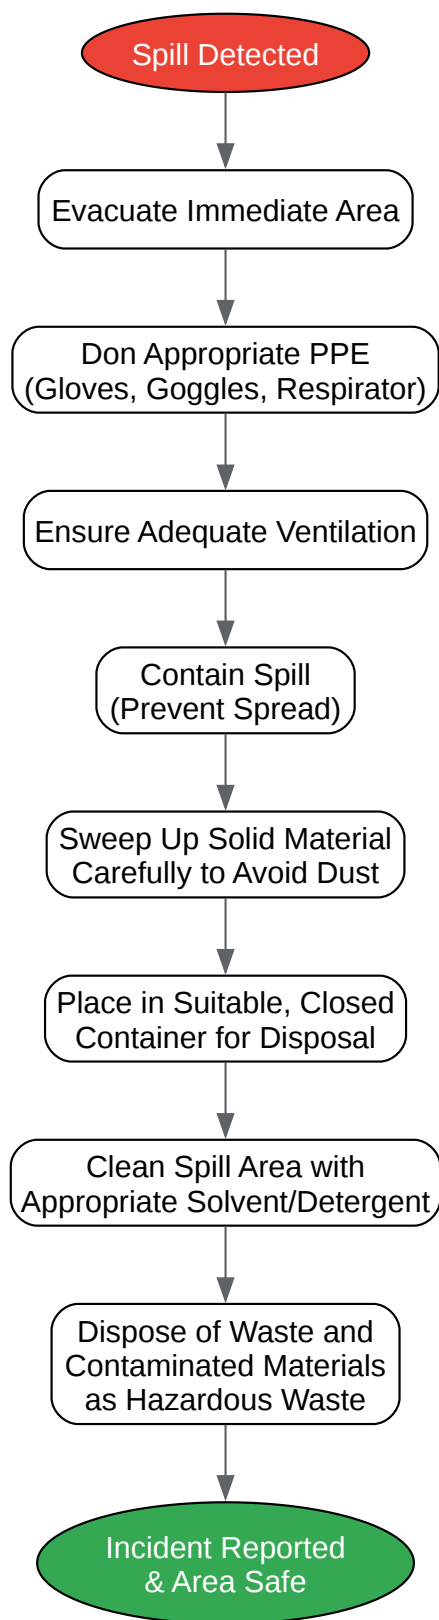 Spill Detected
Evacuate Immediate Area
Don Appropriate PPE
(Gloves, Goggles, Respirator)
Ensure Adequate Ventilation
Contain Spill
(Prevent Spread)
Sweep Up Solid Material
Carefully to Avoid Dust
Place in Suitable, Closed
Container for Disposal
Clean Spill Area with
Appropriate Solvent/Detergent
Dispose of Waste and
Contaminated Materials
as Hazardous Waste
Incident Reported
& Area Safe